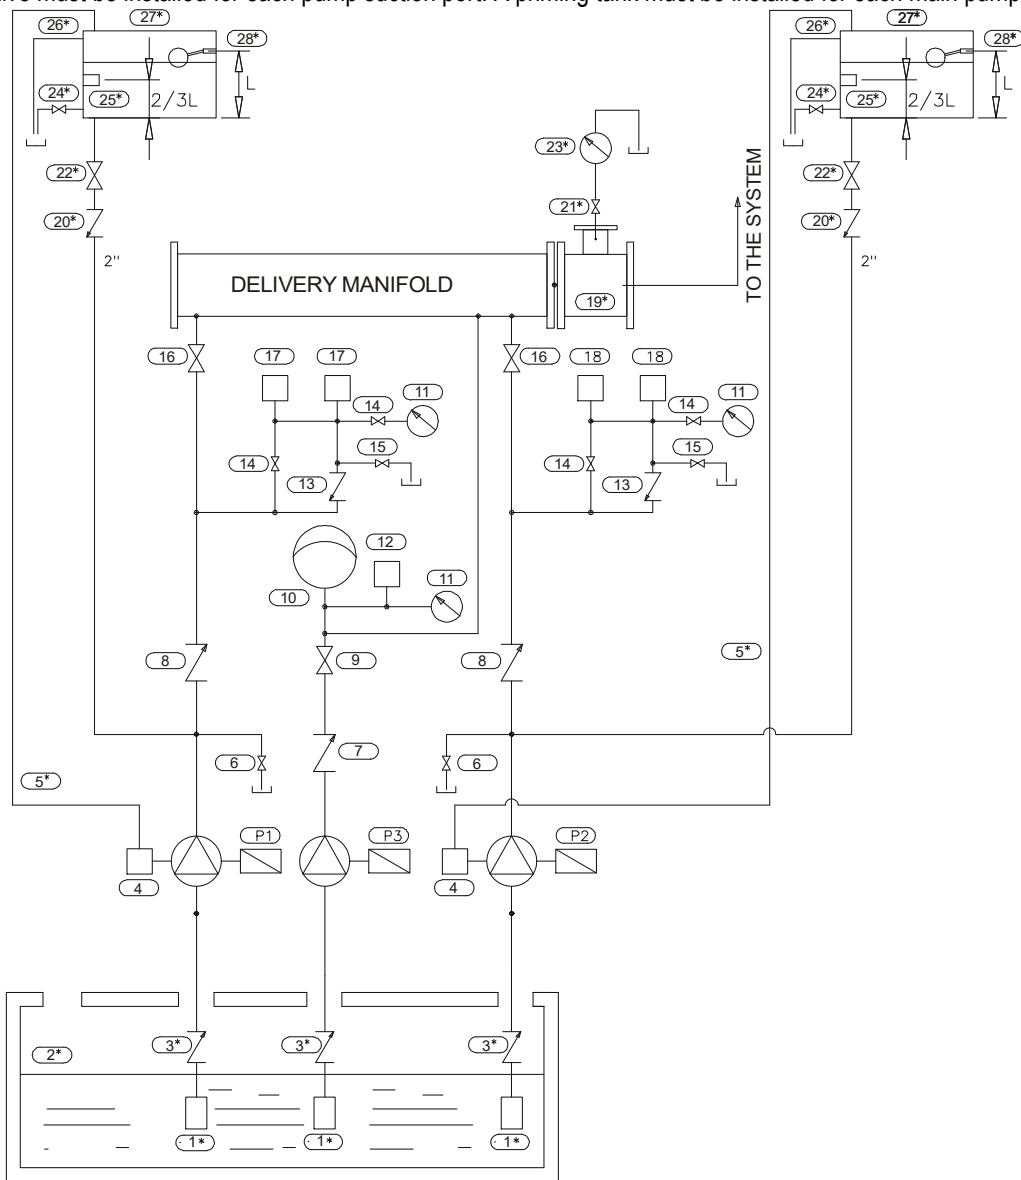 must be installed for each pump suction port. A priming tank must be installed for each main pump
27* 27*
26* 28* 26* 28*
L L
24* 25* 2/3L 24* 25* 2/3L
23*
22* 22*
21*
20* 20*
2" 2"
TO THE SYSTEM
DELIVERY MANIFOLD
19*
16 17 17 16 18 18
11 11
14 14
15 15
14 14
13 13
12
11
10
8 9 8 5*
7
6 6
5*
P1 P3 P2
4 4
2* 3* 3* 3*
1* 1* 1*